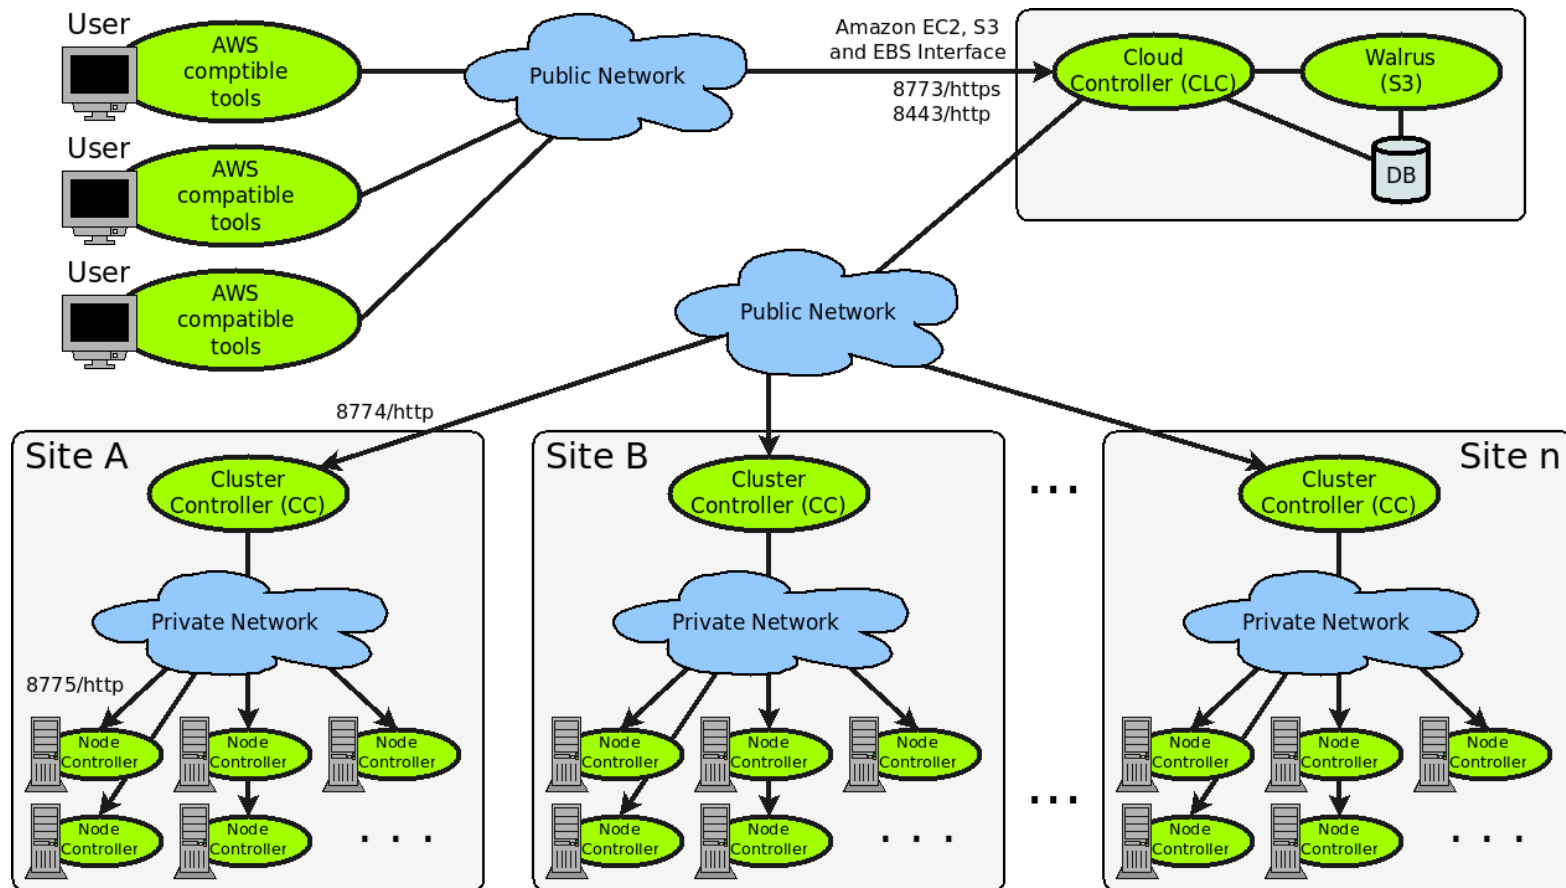 User
AWS
comptible
tools
User
AWS
compatible
tools
User
AWS
compatible
tools
Public Network
Amazon EC2, S3
and EBS Interface
8773/https
8443/http
Cloud
Controller (CLC)
Walrus
(S3)
DB
Public Network
8774/http
Site A
Cluster
Controller (CC)
Private Network
8775/http
Node
Controller
Node
Controller
Node
Controller
Node
Controller
Node
Controller
. . .
Site B
Cluster
Controller (CC)
Private Network
Node
Controller
Node
Controller
Node
Controller
Node
Controller
Node
Controller
. . .
...
...
Site n
Cluster
Controller (CC)
Private Network
Node
Controller
Node
Controller
Node
Controller
Node
Controller
Node
Controller
. . .